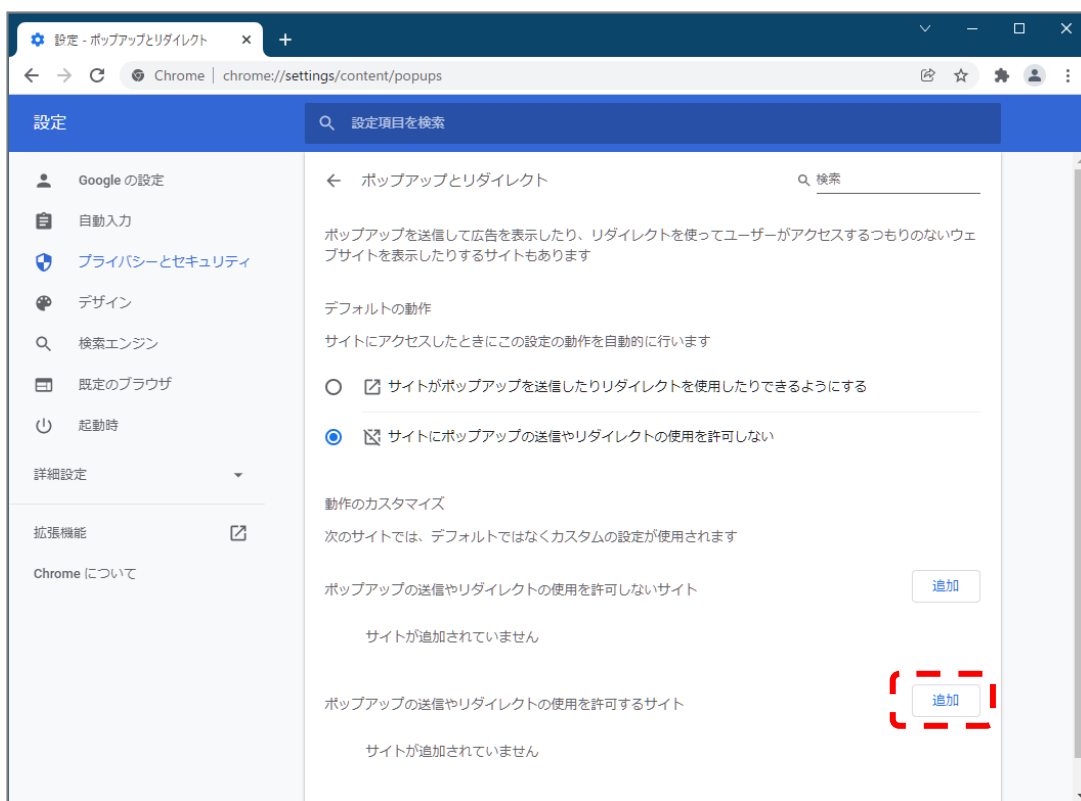 設定 - ポップアップとリダイレクト
Chrome | chrome://settings/content/popups
設定
設定項目を検索
Google の設定
自動入力
プライバシーとセキュリティ
デザイン
検索エンジン
既定のブラウザ
起動時
詳細設定
拡張機能
Chrome について
ポップアップとリダイレクト
検索
ポップアップを送信して広告を表示したり、リダイレクトを使ってユーザーがアクセスするつもりのないウェ
ブサイトを表示したりするサイトもあります
デフォルトの動作
サイトにアクセスしたときにこの設定の動作を自動的に行います
サイトがポップアップを送信したりリダイレクトを使用したりできるようにする
サイトにポップアップの送信やリダイレクトの使用を許可しない
動作のカスタマイズ
次のサイトでは、デフォルトではなくカスタムの設定が使用されます
ポップアップの送信やリダイレクトの使用を許可しないサイト
追加
サイトが追加されていません
ポップアップの送信やリダイレクトの使用を許可するサイト
追加
サイトが追加されていません